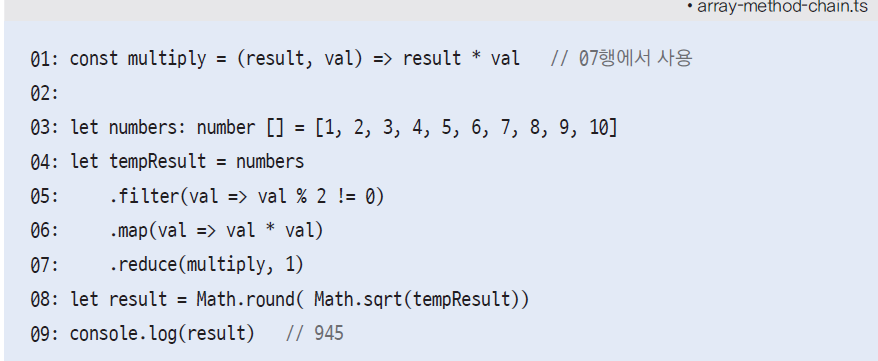 • array-method-chain.ts
01: const multiply = (result, val) => result * val // 07행에서 사용
02:
03: let numbers: number [] = [1, 2, 3, 4, 5, 6, 7, 8, 9, 10]
04: let tempResult = numbers
05: .filter(val => val % 2 != 0)
06: .map(val => val * val)
07: .reduce(multiply, 1)
08: let result = Math.round( Math.sqrt(tempResult))
09: console.log(result) // 945